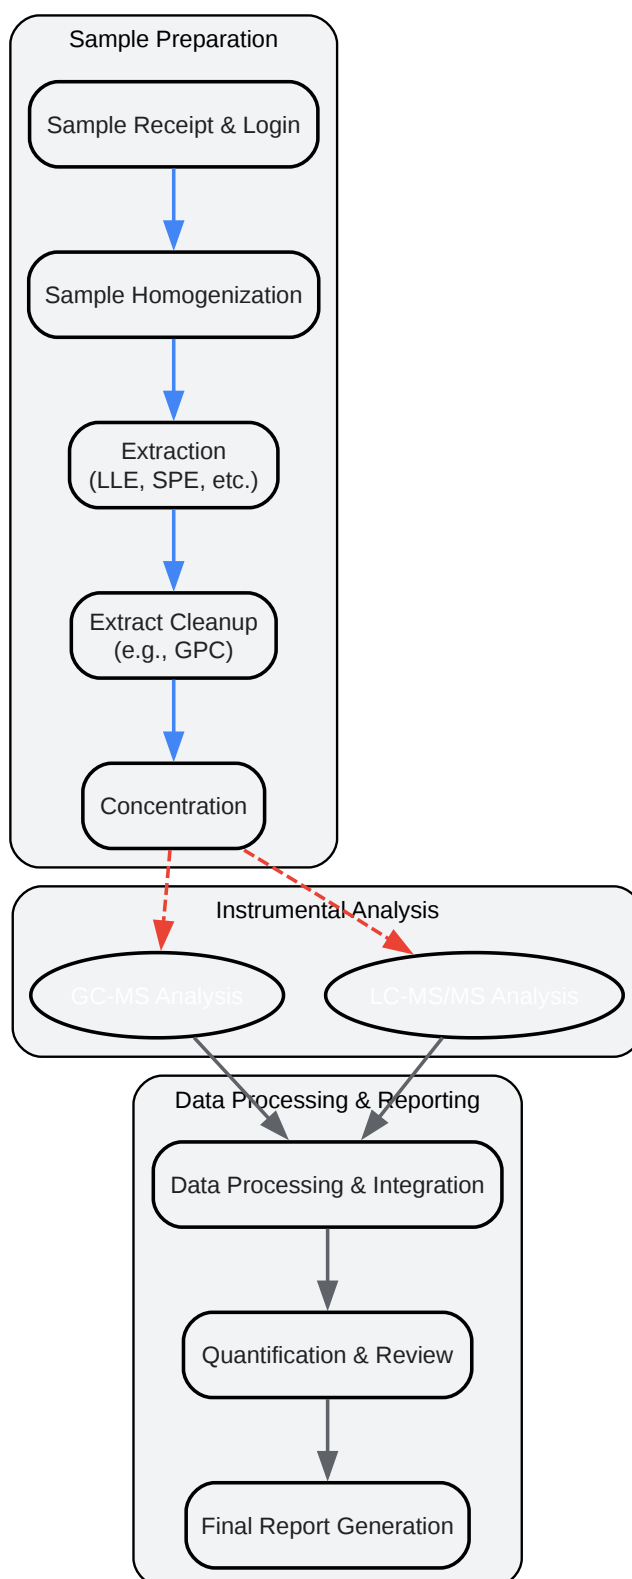 Sample Preparation
Sample Receipt & Login
Sample Homogenization
Extraction
(LLE, SPE, etc.)
Extract Cleanup
(e.g., GPC)
Concentration
Instrumental Analysis
GC-MS Analysis
LC-MS/MS Analysis
Data Processing & Reporting
Data Processing & Integration
Quantification & Review
Final Report Generation